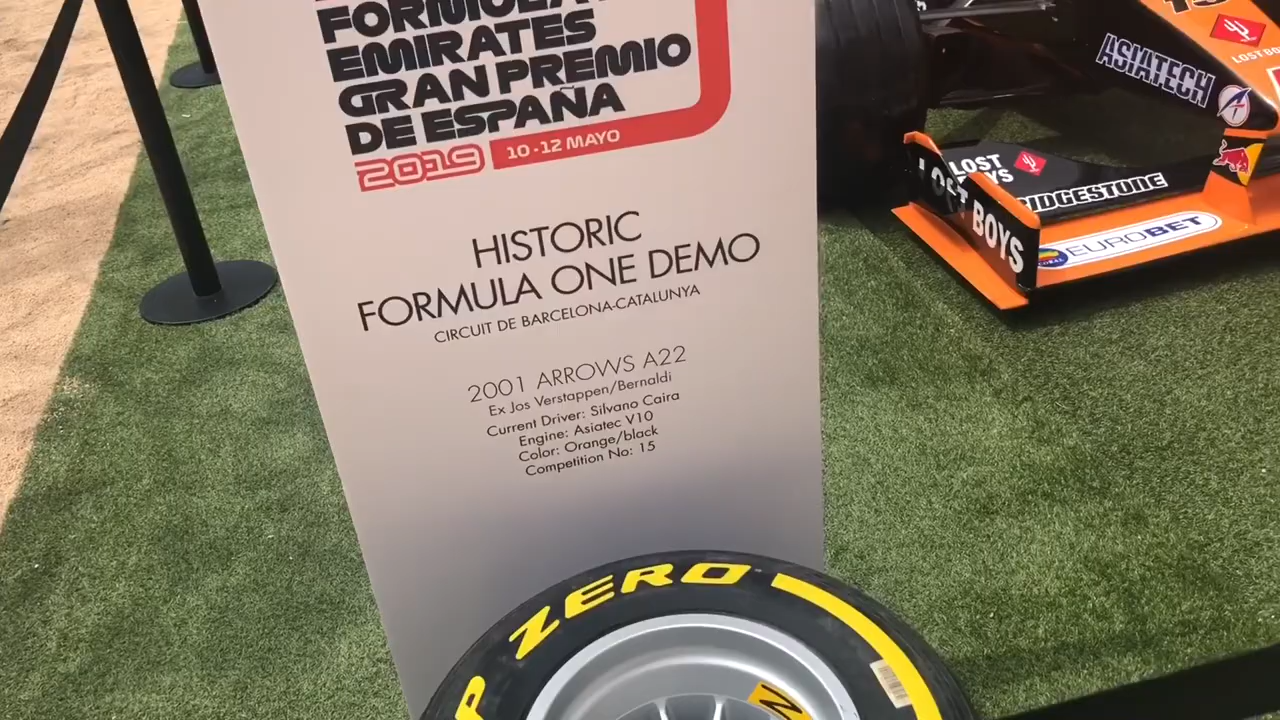 FORMULA
EMIRATES
GRAN PREMIO
DE ESPAÑA
2019 10-12 MAYO
HISTORIC
FORMULA ONE DEMO
CIRCUIT DE BARCELONA-CATALUNYA
2001 ARROWS A22
Ex Jos Verstappen/Bernaldi
Current Driver: Silvano Caira
Engine: Asiatec V10
Color: Orange/black
Competition No: 15
P ZERO
ASIATECH
LOST
LOST BOYS
BRIDGESTONE
EUROBET
Red Bull